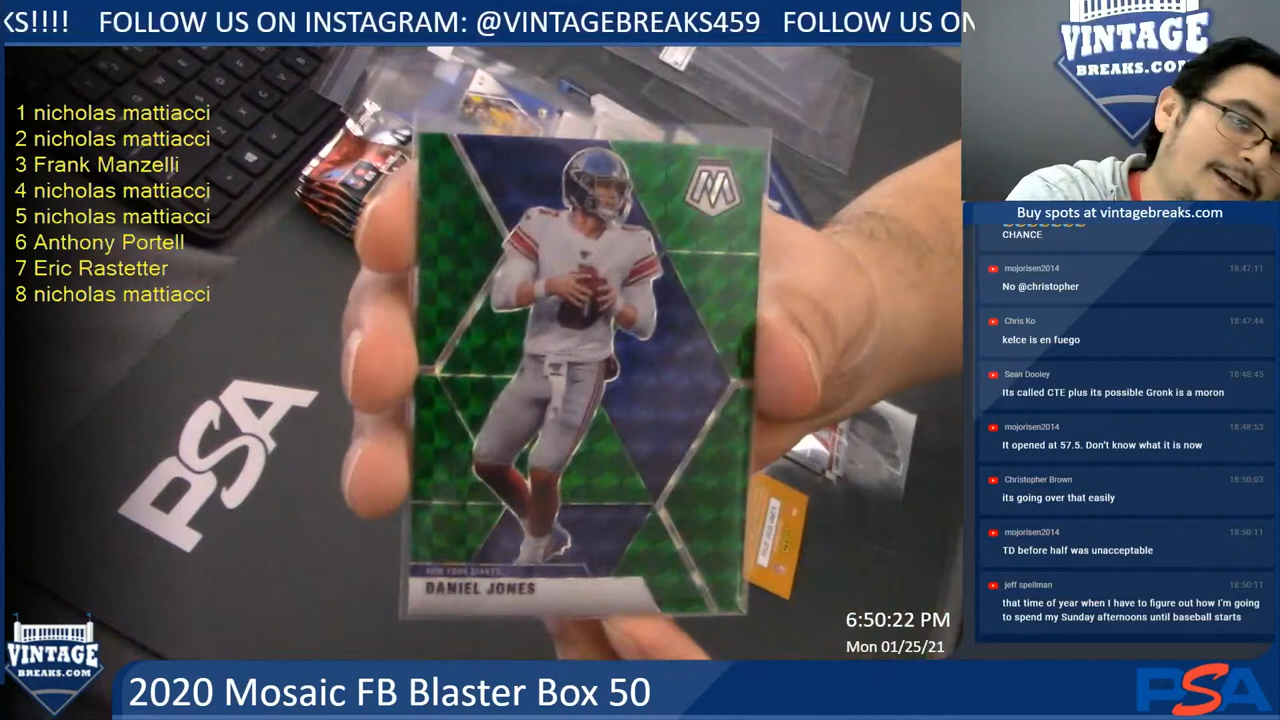 KS!!!! FOLLOW US ON INSTAGRAM: @VINTAGEBREAKS459 FOLLOW US ON
VINTAGE
BREAKS.COM
1 nicholas mattiacci
2 nicholas mattiacci
3 Frank Manzelli
4 nicholas mattiacci
5 nicholas mattiacci
6 Anthony Portell
7 Eric Rastetter
8 nicholas mattiacci
PSA
M
NEW YORK GIANTS
DANIEL JONES
Buy spots at vintagebreaks.com
CHANCE
mojorisen2014 18:47:11
No @christopher
Chris Ko 18:47:44
kelce is en fuego
Sean Dooley 18:48:45
Its called CTE plus its possible Gronk is a moron
mojorisen2014 18:48:53
It opened at 57.5. Don't know what it is now
Christopher Brown 18:50:03
its going over that easily
mojorisen2014 18:50:11
TD before half was unacceptable
jeff spellman 18:50:11
that time of year when I have to figure out how I'm going
to spend my Sunday afternoons until baseball starts
6:50:22 PM
Mon 01/25/21
VINTAGE
BREAKS.COM
2020 Mosaic FB Blaster Box 50
PSA